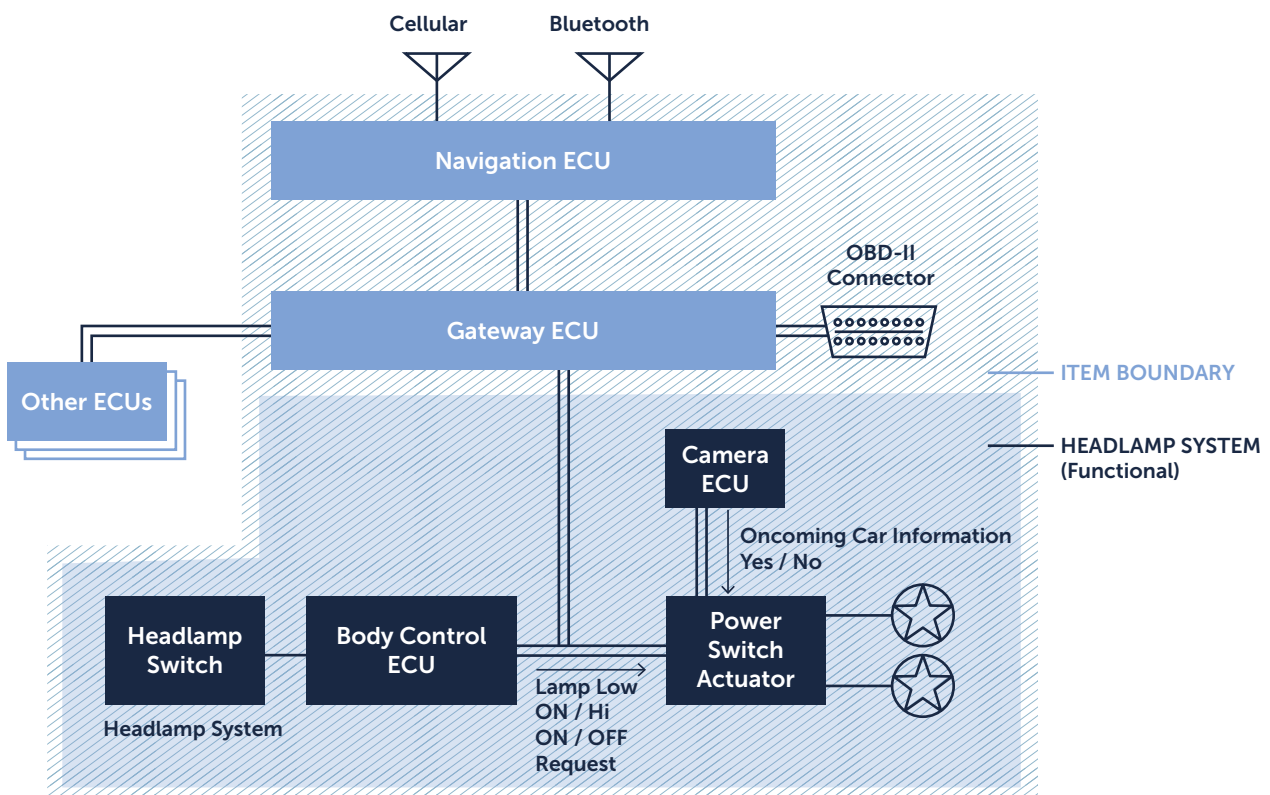 Cellular
Bluetooth
Navigation ECU
OBD-II
Connector
Gateway ECU
Other ECUs
ITEM BOUNDARY
HEADLAMP SYSTEM
(Functional)
Camera
ECU
Oncoming Car Information
Yes / No
Headlamp
Switch
Body Control
ECU
Power
Switch
Actuator
Lamp Low
ON / Hi
ON / OFF
Request
Headlamp System